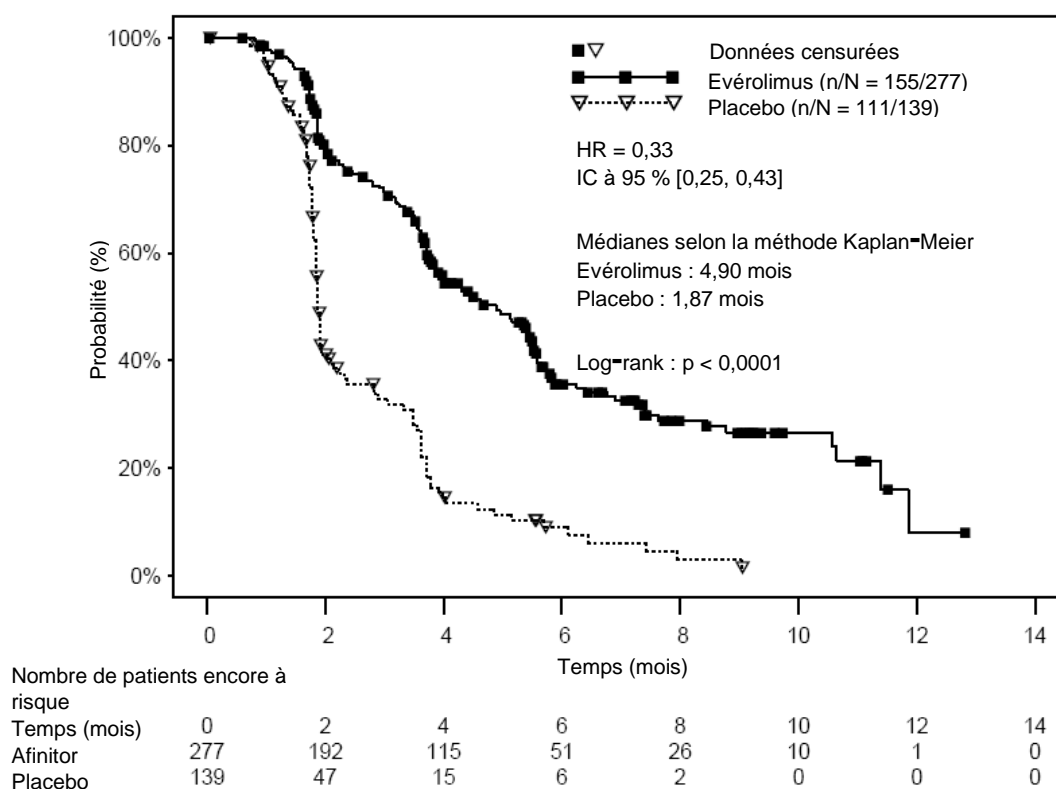 100%
80%
60%
40%
20%
0%
Probabilité (%)
Données censurées
Evérolimus (n/N = 155/277)
Placebo (n/N = 111/139)
HR = 0,33
IC à 95 % [0,25, 0,43]
Médianes selon la méthode Kaplan-Meier
Evérolimus : 4,90 mois
Placebo : 1,87 mois
Log-rank : p < 0,0001
0 2 4 6 8 10 12 14
Temps (mois)
Nombre de patients encore à
risque
Temps (mois) 0 2 4 6 8 10 12 14
Afinitor 277 192 115 51 26 10 1 0
Placebo 139 47 15 6 2 0 0 0